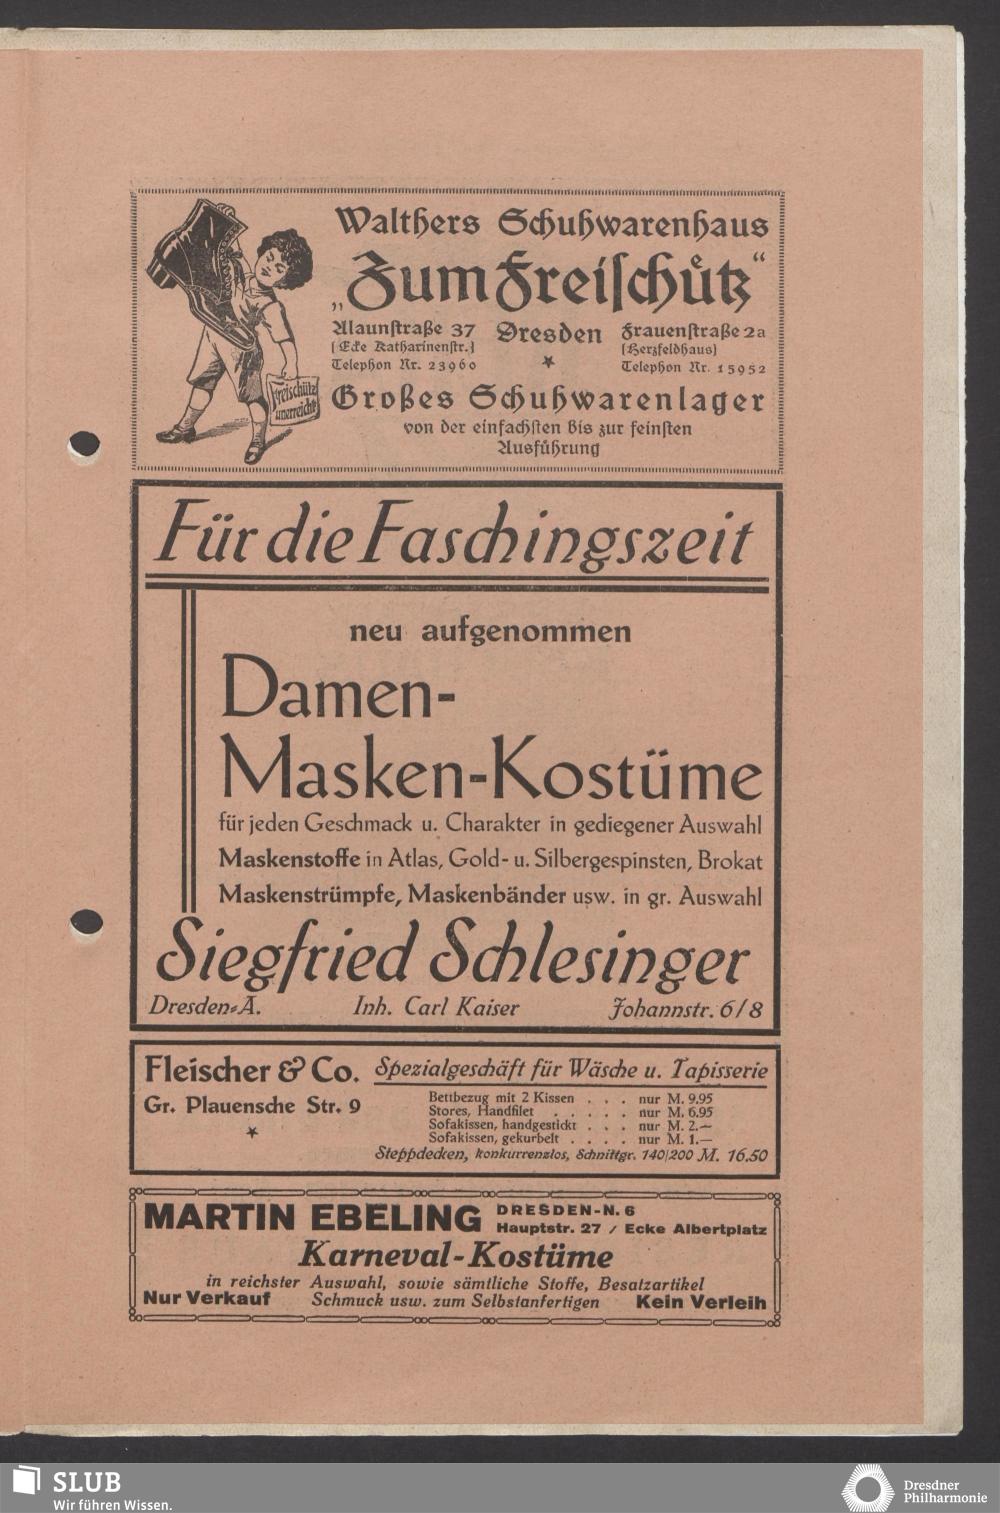 Walthers Schuhwarenhaus
„Zum Freischütz“
Alaunstraße 37
(Ecke Katharinenstr.)
Telephon Nr. 23960
Dresden
Frauenstraße 2a
(Herzfeldhaus)
Telephon Nr. 15952
Freischütz
unerreicht
Großes Schuhwarenlager
von der einfachsten bis zur feinsten
Ausführung
Für die Faschingszeit
neu aufgenommen
Damen-
Masken-Kostüme
für jeden Geschmack u. Charakter in gediegener Auswahl
Maskenstoffe in Atlas, Gold- u. Silbergespinsten, Brokat
Maskenstrümpfe, Maskenbänder usw. in gr. Auswahl
Siegfried Schlesinger
Dresden-A. Inh. Carl Kaiser Johannstr. 6/8
Fleischer & Co.
Gr. Plauensche Str. 9
Spezialgeschäft für Wäsche u. Tapisserie
Bettbezug mit 2 Kissen . . . nur M. 9.95
Stores, Handfilet . . . . . nur M. 6.95
Sofakissen, handgestickt . . . nur M. 2.—
Sofakissen, gekurbelt . . . . nur M. 1.—
Steppdecken, konkurrenzlos, Schnittgr. 140/200 M. 16.50
MARTIN EBELING
DRESDEN-N. 6
Hauptstr. 27 / Ecke Albertplatz
Karneval-Kostüme
in reichster Auswahl, sowie sämtliche Stoffe, Besatzartikel
Nur Verkauf Schmuck usw. zum Selbstanfertigen Kein Verleih
SLUB
Wir führen Wissen.
Dresdner
Philharmonie